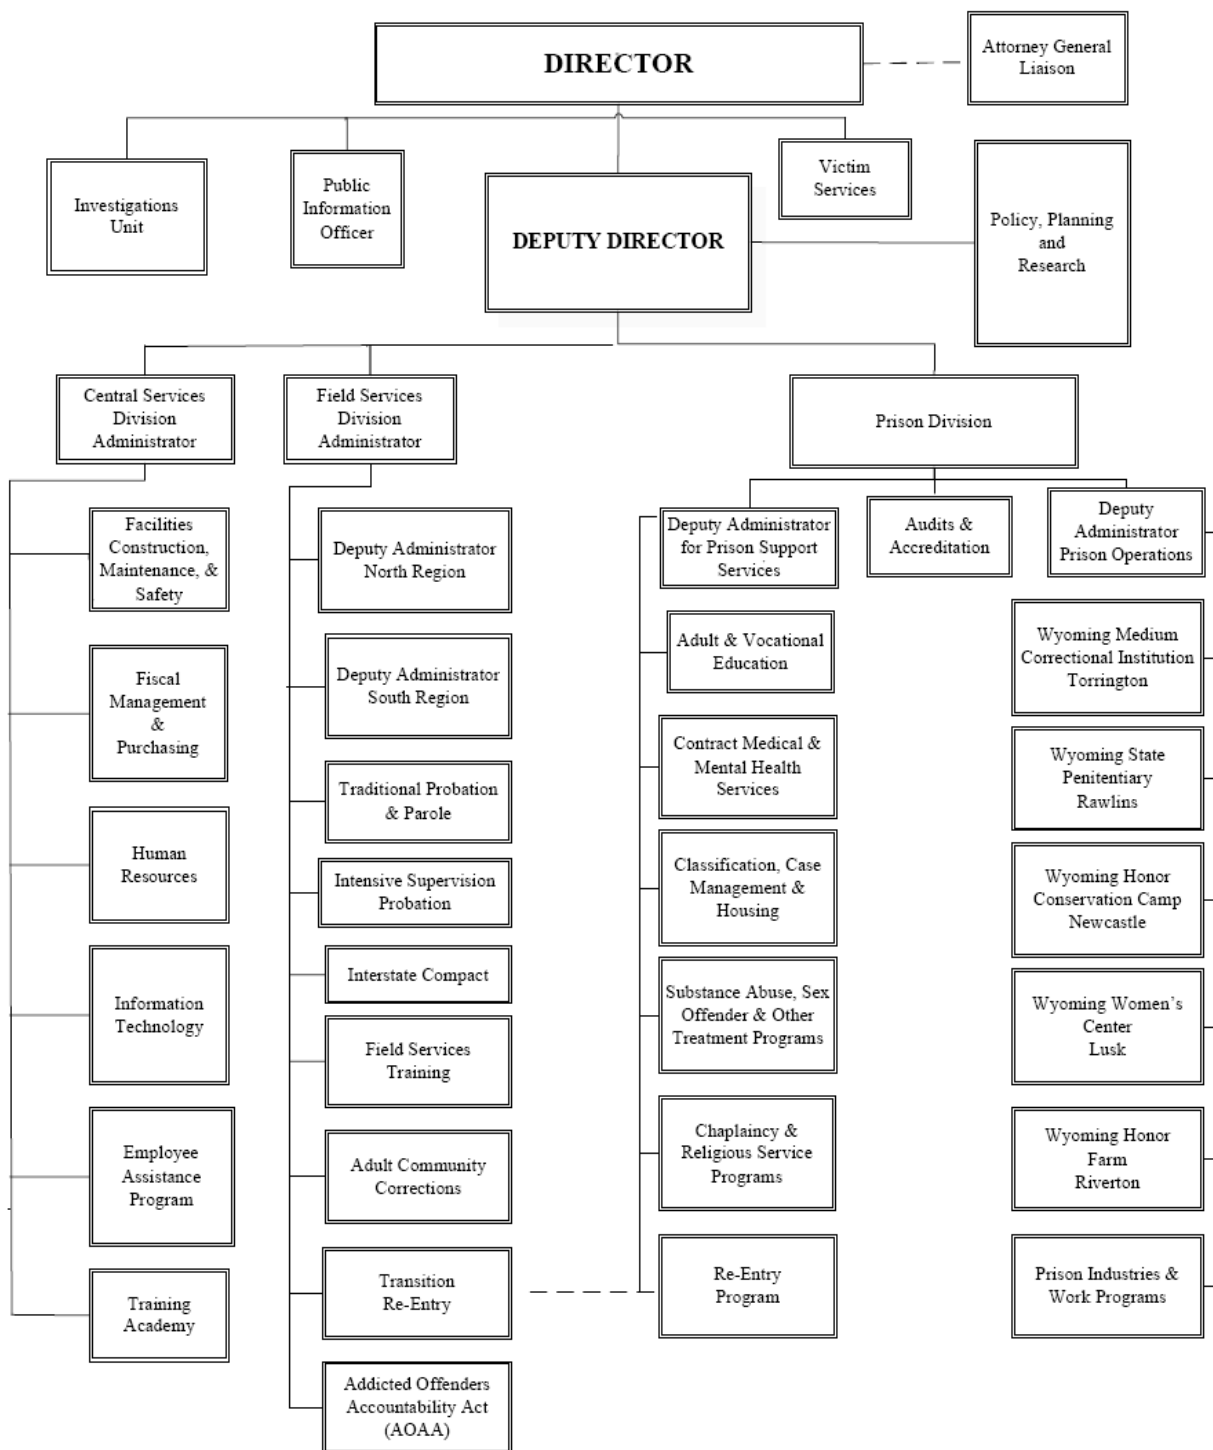 DIRECTOR
Attorney General
Liaison
Investigations
Unit
Public
Information
Officer
Victim
Services
DEPUTY DIRECTOR
Policy, Planning
and
Research
Central Services
Division
Administrator
Field Services
Division
Administrator
Prison Division
Facilities
Construction,
Maintenance, &
Safety
Fiscal
Management
&
Purchasing
Human
Resources
Information
Technology
Employee
Assistance
Program
Training
Academy
Deputy Administrator
North Region
Deputy Administrator
South Region
Traditional Probation
& Parole
Intensive Supervision
Probation
Interstate Compact
Field Services
Training
Adult Community
Corrections
Transition
Re-Entry
Addicted Offenders
Accountability Act
(AOAA)
Deputy Administrator
for Prison Support
Services
Adult & Vocational
Education
Contract Medical &
Mental Health
Services
Classification, Case
Management &
Housing
Substance Abuse, Sex
Offender & Other
Treatment Programs
Chaplaincy &
Religious Service
Programs
Re-Entry
Program
Audits &
Accreditation
Deputy
Administrator
Prison Operations
Wyoming Medium
Correctional Institution
Torrington
Wyoming State
Penitentiary
Rawlins
Wyoming Honor
Conservation Camp
Newcastle
Wyoming Women's
Center
Lusk
Wyoming Honor
Farm
Riverton
Prison Industries &
Work Programs